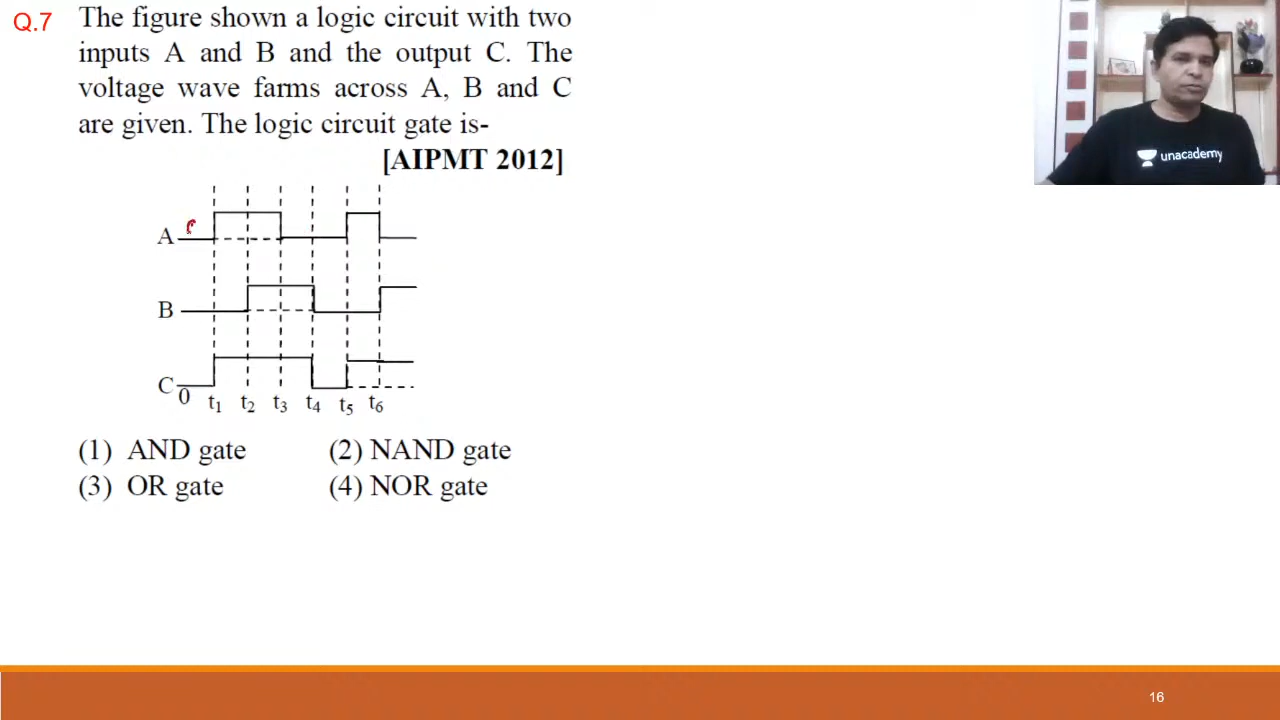 Q.7 The figure shown a logic circuit with two
inputs A and B and the output C. The
voltage wave farms across A, B and C
are given. The logic circuit gate is-
[AIPMT 2012]
A
B
C
0 t1 t2 t3 t4 t5 t6
(1) AND gate (2) NAND gate
(3) OR gate (4) NOR gate
unacademy
16